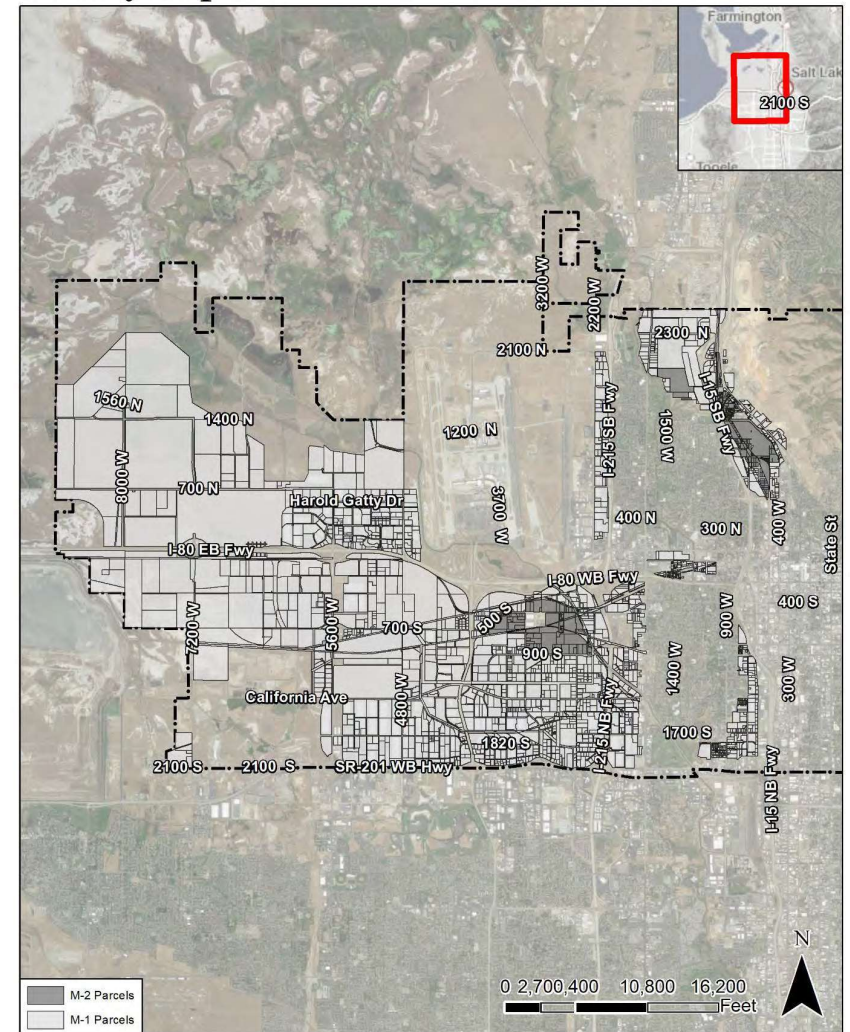 Farmington
Salt Lak
2100 S
Tooele
3200 W
2200 W
2100 N
2300 N
I-15 SB Fwy
1560 N
1400 N
1200 N
I-215 SB Fwy
1500 W
8000 W
700 N
Harold Gatty Dr
3700 W
400 N
300 N
400 W
State St
I-80 EB Fwy
I-80 WB Fwy
400 S
7200 W
5600 W
700 S
500 S
900 S
1400 W
900 W
300 W
California Ave
4800 W
I-215 NB Fwy
1700 S
1820 S
2100 S
2100 S
SR-201 WB Hwy
I-15 NB Fwy
N
M-2 Parcels
M-1 Parcels
0 2,700,400 10,800 16,200
Feet